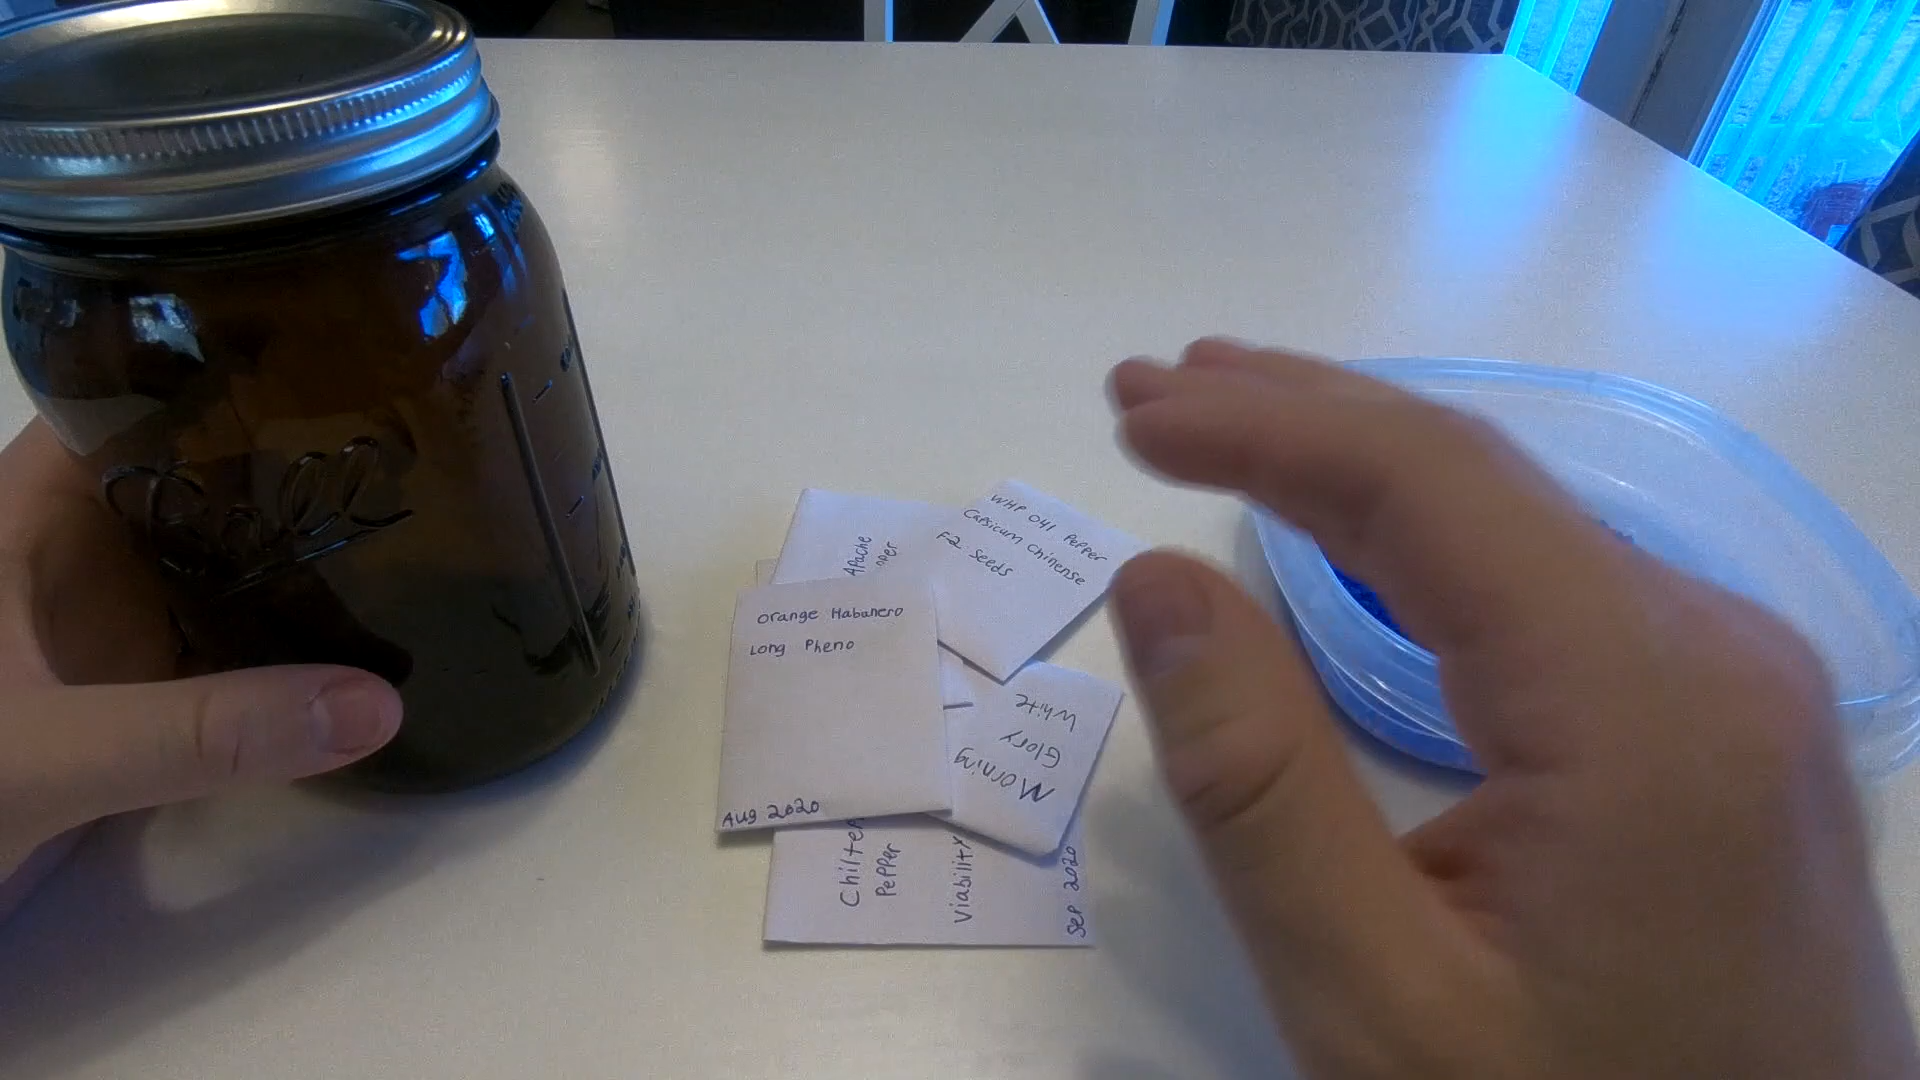 Ball
Apache
WHP 041 Pepper
Capsicum Chinense
F2 Seeds
Orange Habanero
Long Pheno
Aug 2020
Morning
Glory
White
Pepper
Viability
Sep 2020